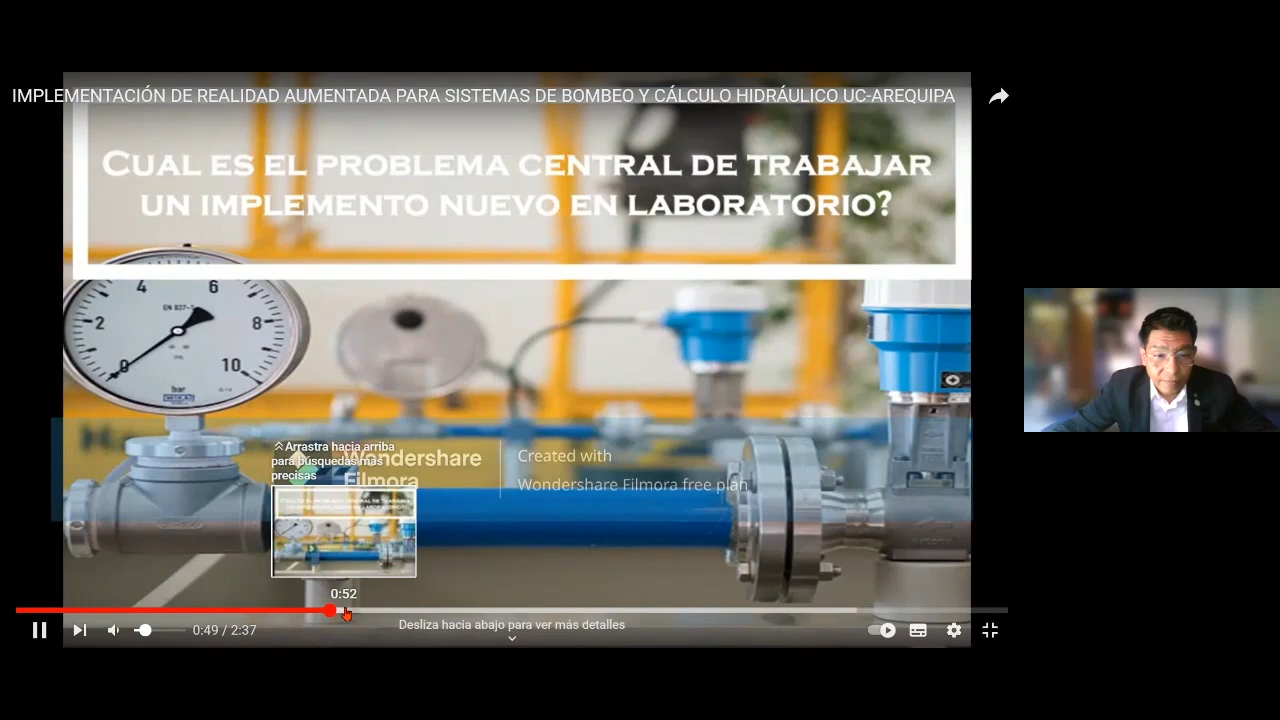 IMPLEMENTACIÓN DE REALIDAD AUMENTADA PARA SISTEMAS DE BOMBEO Y CÁLCULO HIDRÁULICO UC-AREQUIPA
CUAL ES EL PROBLEMA CENTRAL DE TRABAJAR
UN IMPLEMENTO NUEVO EN LABORATORIO?
4 6
EN 837-1
2 8
0 10
bar
Arrastra hacia arriba
para búsquedas más
precisas
Wondershare
Filmora
Created with
Wondershare Filmora free plan
0:52
0:49 / 2:37
Desliza hacia abajo para ver más detalles